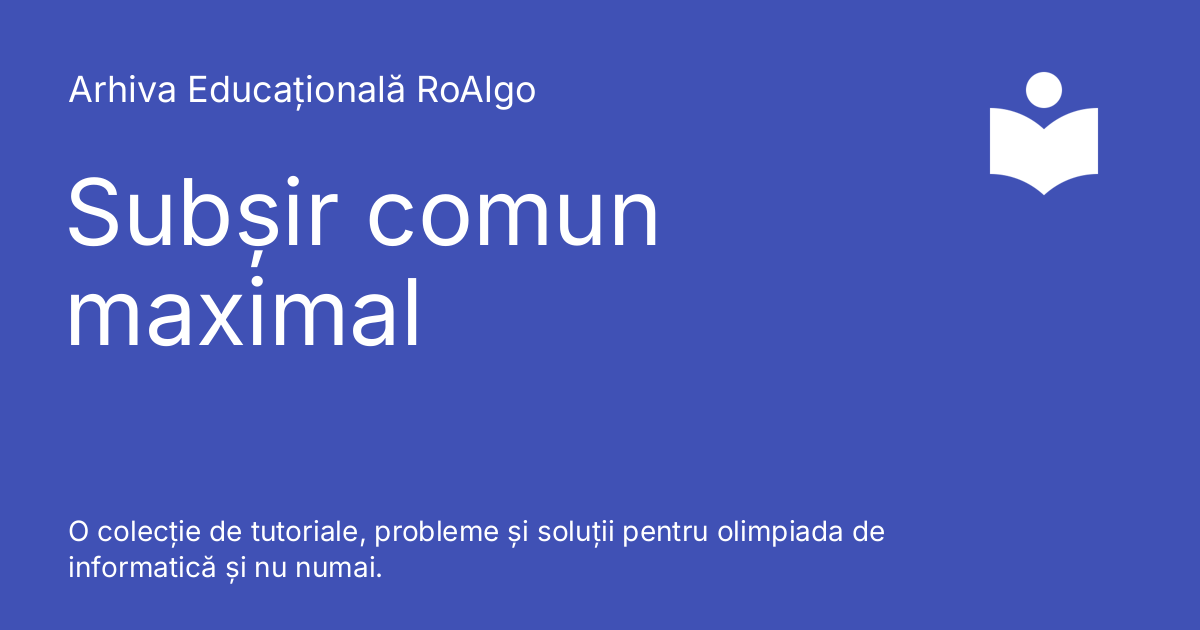 Arhiva Educațională RoAlgo
Subșir comun
maximal
O colecție de tutoriale, probleme și soluții pentru olimpiada de
informatică și nu numai.